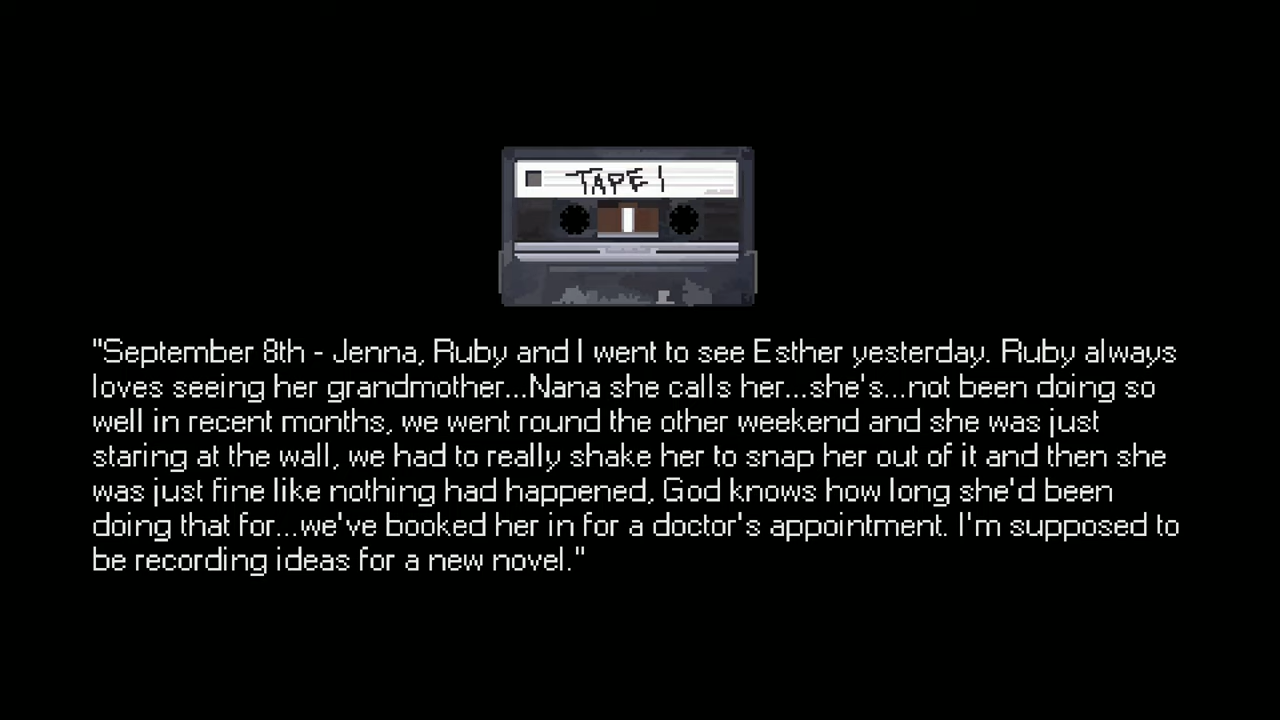 TAPE 1
"September 8th - Jenna, Ruby and I went to see Esther yesterday. Ruby always
loves seeing her grandmother...Nana she calls her...she's...not been doing so
well in recent months, we went round the other weekend and she was just
staring at the wall, we had to really shake her to snap her out of it and then she
was just fine like nothing had happened, God knows how long she'd been
doing that for...we've booked her in for a doctor's appointment. I'm supposed to
be recording ideas for a new novel."